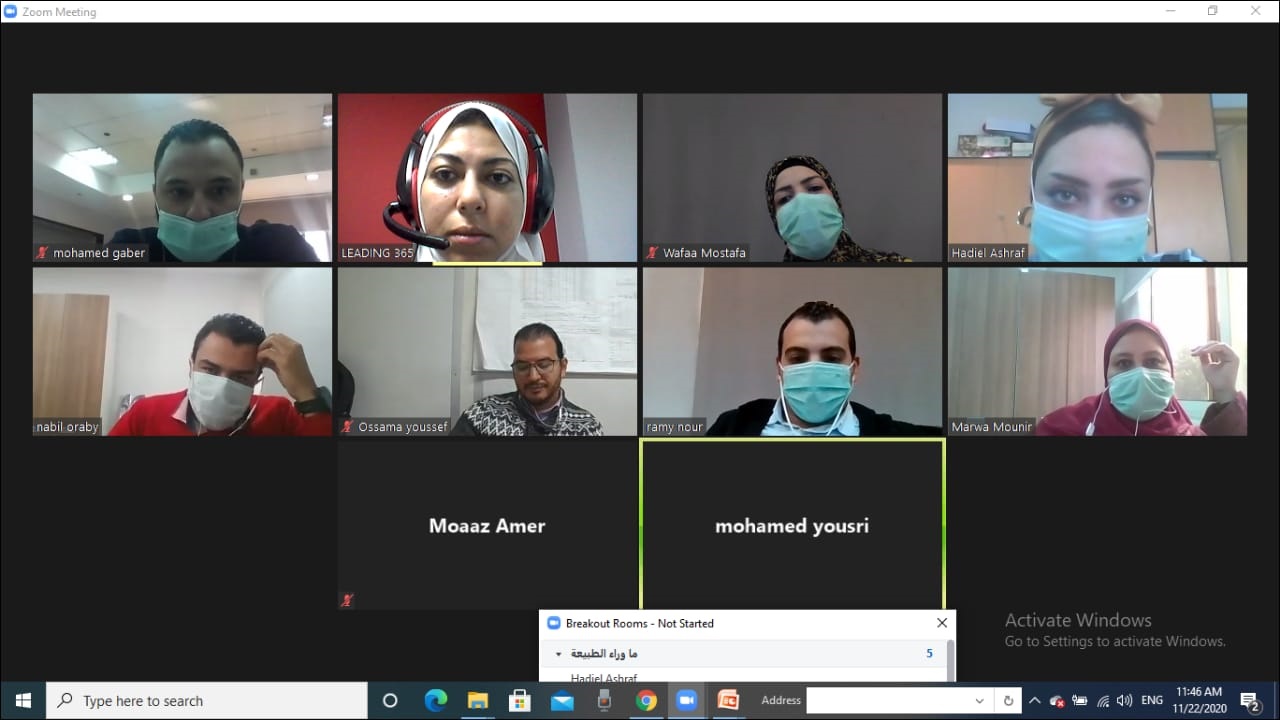 Zoom Meeting
mohamed gaber
LEADING 365
Wafaa Mostafa
Hadiel Ashraf
nabil oraby
Ossama youssef
ramy nour
Marwa Mounir
Moaaz Amer
mohamed yousri
Breakout Rooms - Not Started
ما وراء الطبيعة 5
Hadiel Ashraf
Activate Windows
Go to Settings to activate Windows.
Type here to search
Address
ENG
11:46 AM
11/22/2020
2